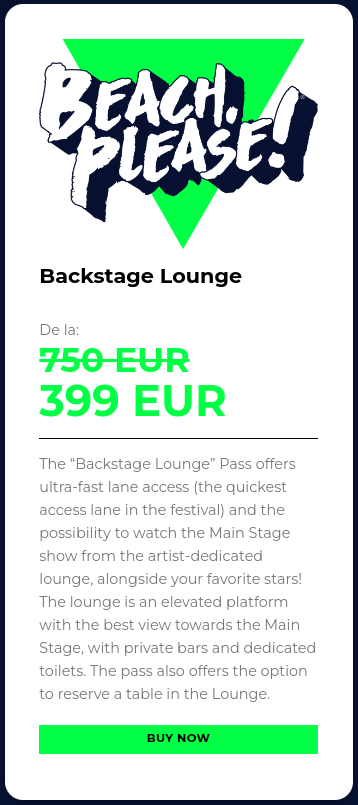 BEACH,
PLEASE!
Backstage Lounge
De la:
750 EUR
399 EUR
The “Backstage Lounge” Pass offers
ultra-fast lane access (the quickest
access lane in the festival) and the
possibility to watch the Main Stage
show from the artist-dedicated
lounge, alongside your favorite stars!
The lounge is an elevated platform
with the best view towards the Main
Stage, with private bars and dedicated
toilets. The pass also offers the option
to reserve a table in the Lounge.
BUY NOW